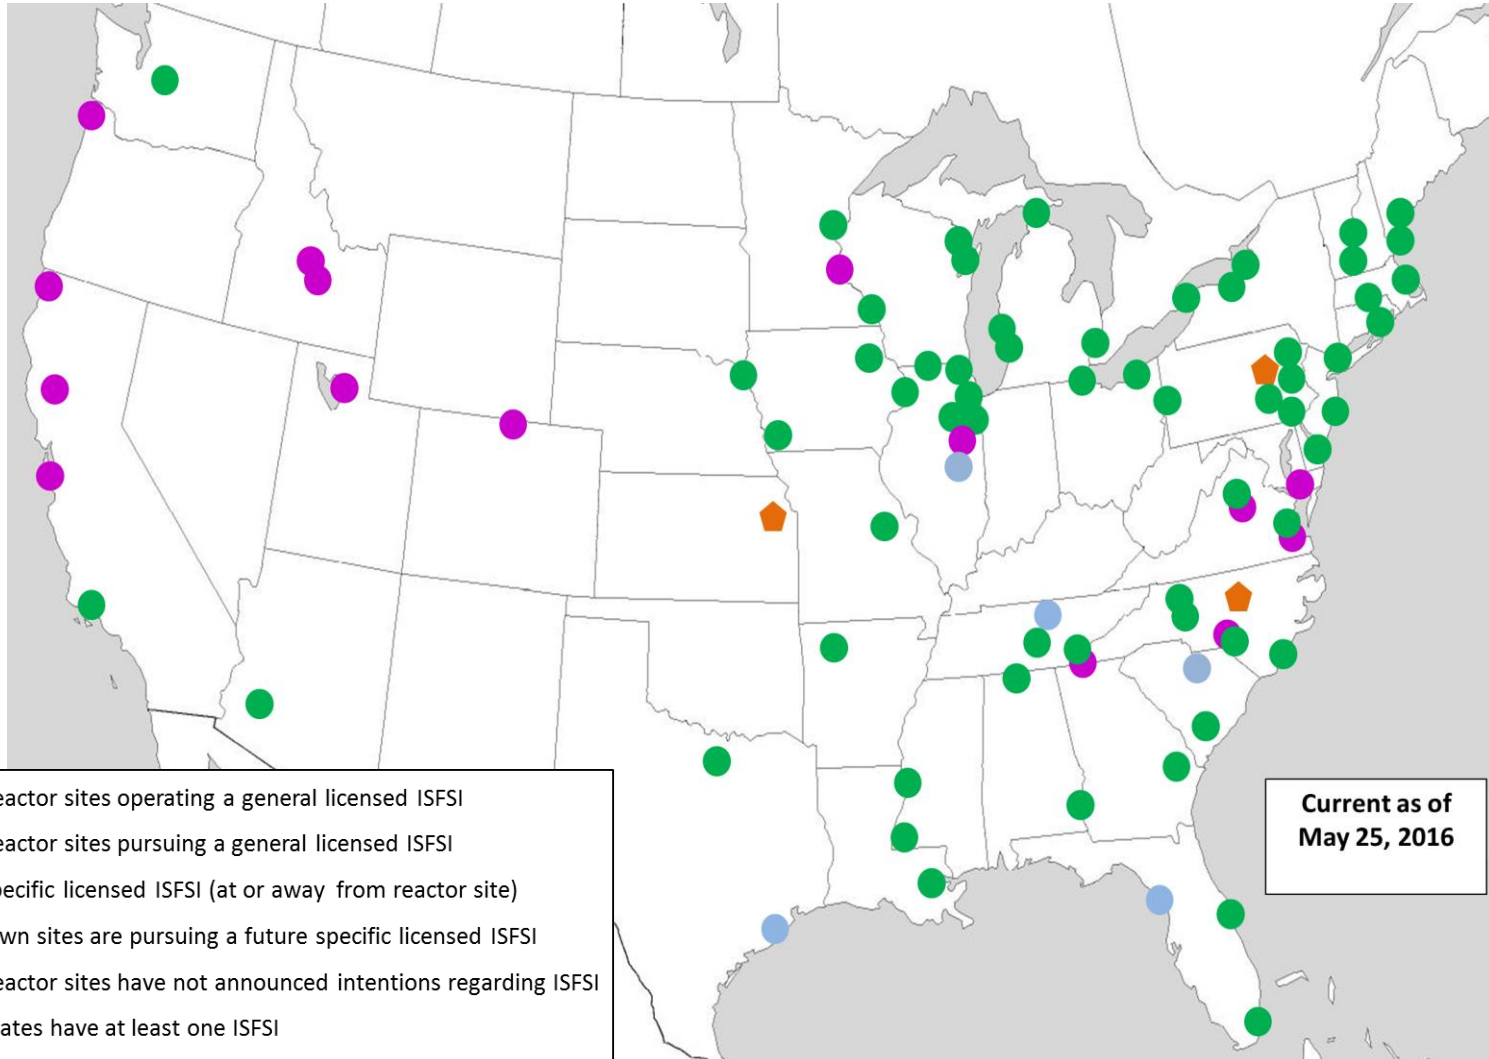 eactor sites operating a general licensed ISFSI
eactor sites pursuing a general licensed ISFSI
pecific licensed ISFSI (at or away from reactor site)
wn sites are pursuing a future specific licensed ISFSI
eactor sites have not announced intentions regarding ISFSI
ates have at least one ISFSI
Current as of
May 25, 2016